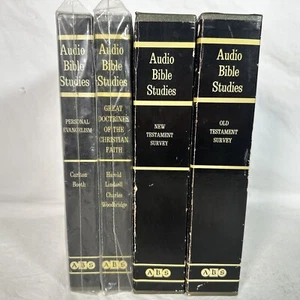 Audio
Bible
Studies
PERSONAL
EVANGELISM
Curtiss
Booth
ABS
Audio
Bible
Studies
GREAT
DOCTRINES
OF THE
CHRISTIAN
FAITH
Harold
Lindsell
Charles
Woodbridge
ABS
Audio
Bible
Studies
NEW
TESTAMENT
SURVEY
ABS
Audio
Bible
Studies
OLD
TESTAMENT
SURVEY
ABS